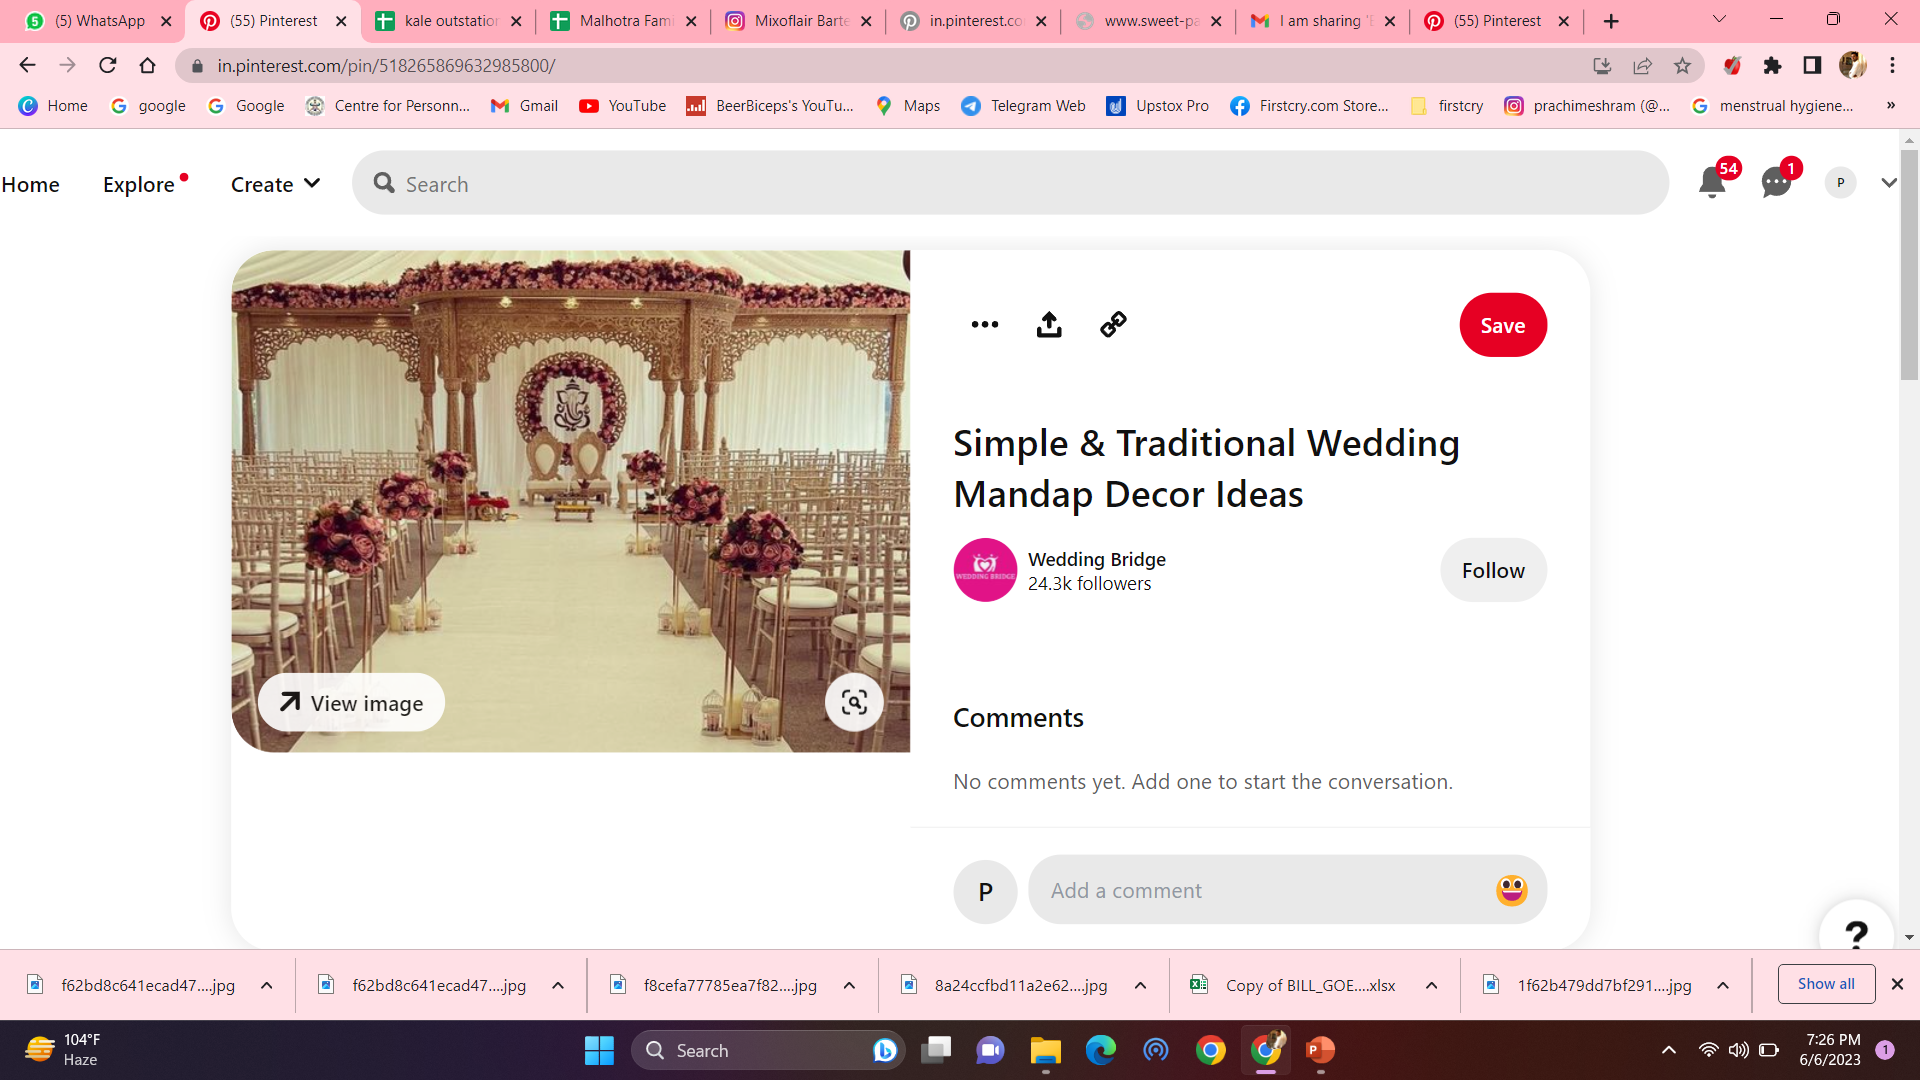 5 (5) WhatsApp
(55) Pinterest
kale outstation
Malhotra Fami
Mixoflair Barte
in.pinterest.co
www.sweet-pa
I am sharing 'E
(55) Pinterest
in.pinterest.com/pin/518265869632985800/
Home
google
Google
Centre for Personn...
Gmail
YouTube
BeerBiceps's YouTu...
Maps
Telegram Web
Upstox Pro
Firstcry.com Store...
firstcry
prachimeshram (@...
menstrual hygiene...
»
Home
Explore
Create
Search
54
1
P
Save
Simple & Traditional Wedding
Mandap Decor Ideas
WEDDING BRIDGE
Wedding Bridge
24.3k followers
Follow
View image
Comments
No comments yet. Add one to start the conversation.
P
Add a comment
?
f62bd8c641ecad47....jpg
f62bd8c641ecad47....jpg
f8cefa77785ea7f82....jpg
8a24ccfbd11a2e62....jpg
Copy of BILL_GOE....xlsx
1f62b479dd7bf291....jpg
Show all
104°F
Haze
Search
7:26 PM
6/6/2023
1